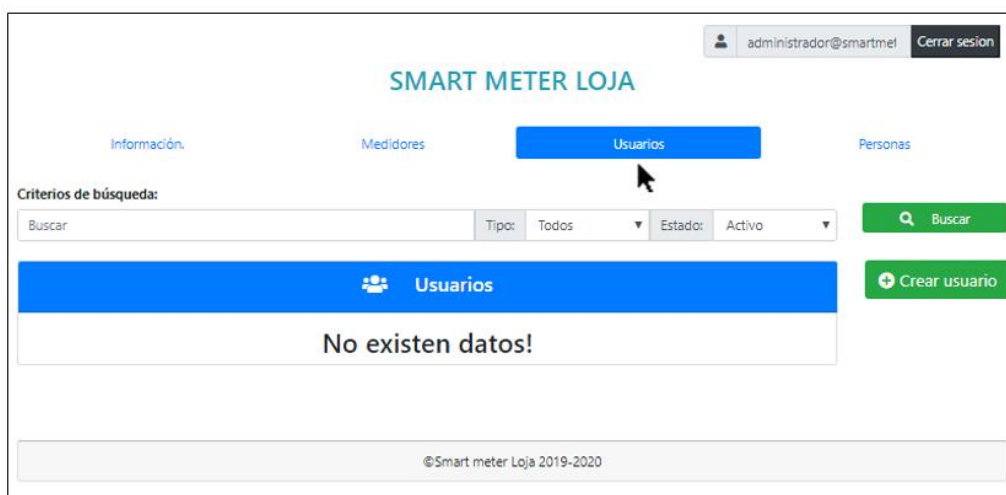 administrador@smartmet Cerrar sesion
SMART METER LOJA
Información. Medidores Usuarios Personas
Criterios de búsqueda:
Buscar Tipo: Todos Estado: Activo Buscar
Usuarios Crear usuario
No existen datos!
©Smart meter Loja 2019-2020